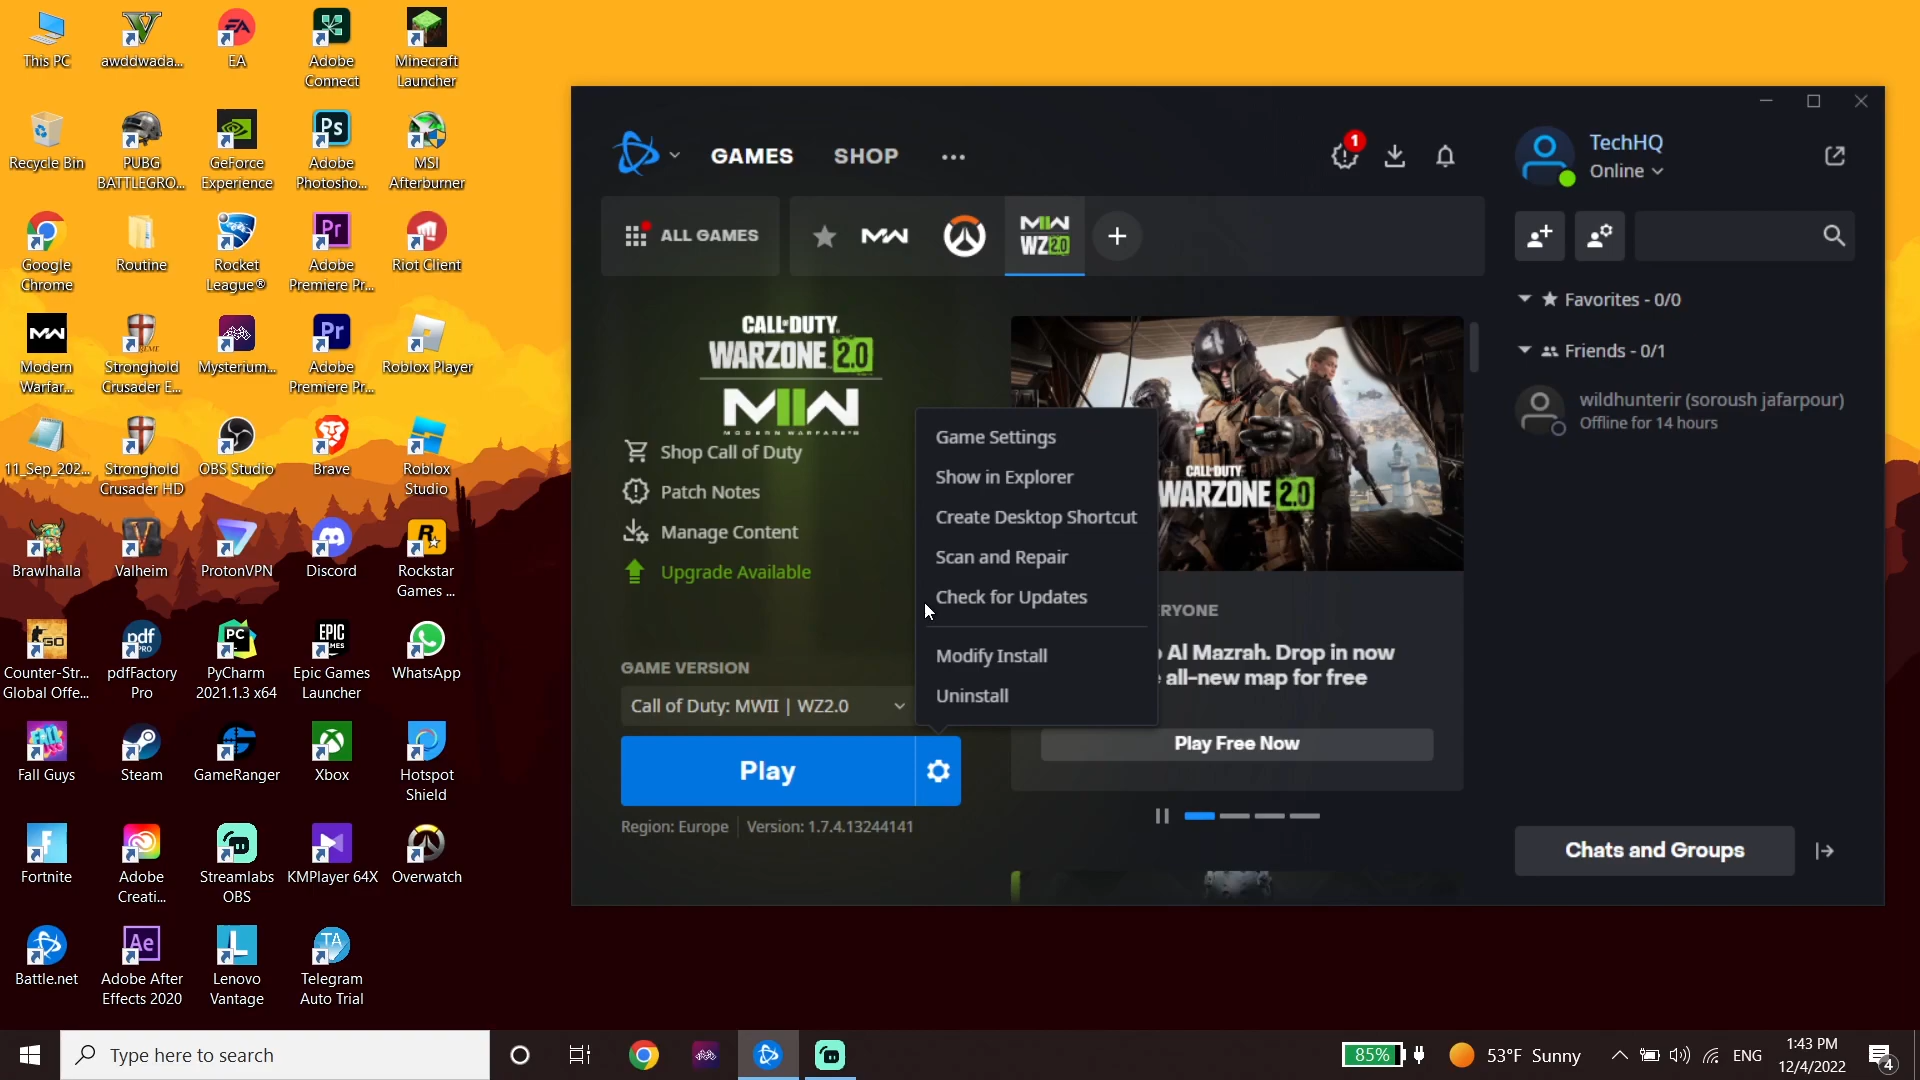 This PC
awddwada...
EA
Adobe
Connect
Minecraft
Launcher
Recycle Bin
PUBG
BATTLEGRO...
GeForce
Experience
Adobe
Photosho...
MSI
Afterburner
Google
Chrome
Routine
Rocket
League®
Adobe
Premiere Pr...
Riot Client
Modern
Warfar...
Stronghold
Crusader E...
Mysterium...
Adobe
Premiere Pr...
Roblox Player
11_Sep_202...
Stronghold
Crusader HD
OBS Studio
Brave
Roblox
Studio
Brawlhalla
Valheim
ProtonVPN
Discord
Rockstar
Games ...
Counter-Str...
Global Offe...
pdfFactory
Pro
PyCharm
2021.1.3 x64
Epic Games
Launcher
WhatsApp
Fall Guys
Steam
GameRanger
Xbox
Hotspot
Shield
Fortnite
Adobe
Creati...
Streamlabs
OBS
KMPlayer 64X
Overwatch
Battle.net
Adobe After
Effects 2020
Lenovo
Vantage
Telegram
Auto Trial
GAMES
SHOP
1
TechHQ
Online
ALL GAMES
MW
MW
WZ 2.0
Favorites - 0/0
Friends - 0/1
wildhunterir (soroush jafarpour)
Offline for 14 hours
CALL OF DUTY
WARZONE 2.0
MW
MODERN WARFARE
Shop Call of Duty
Patch Notes
Manage Content
Upgrade Available
Game Settings
Show in Explorer
Create Desktop Shortcut
Scan and Repair
Check for Updates
Modify Install
Uninstall
CALL OF DUTY
WARZONE 2.0
RYONE
Al Mazrah. Drop in now
all-new map for free
Play Free Now
GAME VERSION
Call of Duty: MWII | WZ2.0
Play
Region: Europe
Version: 1.7.4.13244141
Chats and Groups
Type here to search
85%
53°F Sunny
ENG
1:43 PM
12/4/2022
4